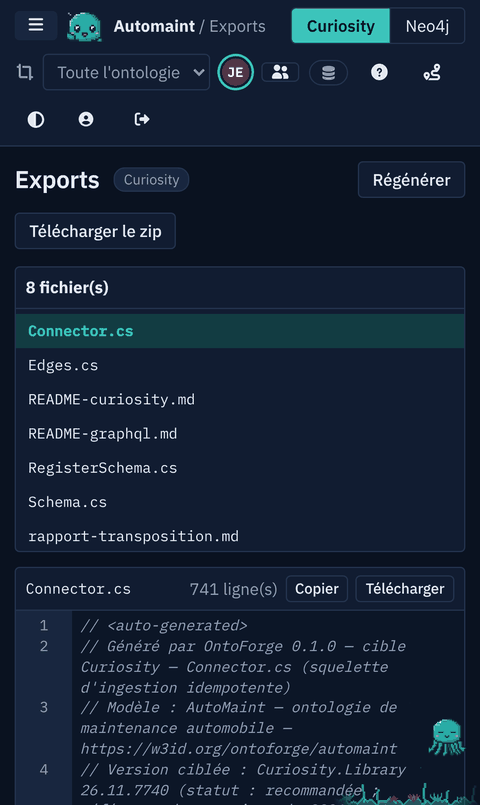 Automaint / Exports
Curiosity
Neo4j
Toute l'ontologie
JE
Exports
Curiosity
Régénérer
Télécharger le zip
8 fichier(s)
Connector.cs
Edges.cs
README-curiosity.md
README-graphql.md
RegisterSchema.cs
Schema.cs
rapport-transposition.md
Connector.cs
741 ligne(s)
Copier
Télécharger
1 // <auto-generated>
2 // Généré par OntoForge 0.1.0 — cible
Curiosity — Connector.cs (squelette
d'ingestion idempotente)
3 // Modèle : AutoMaint — ontologie de
maintenance automobile —
https://w3id.org/ontoforge/automaint
4 // Version ciblée : Curiosity.Library
26.11.7740 (statut : recommandée ;